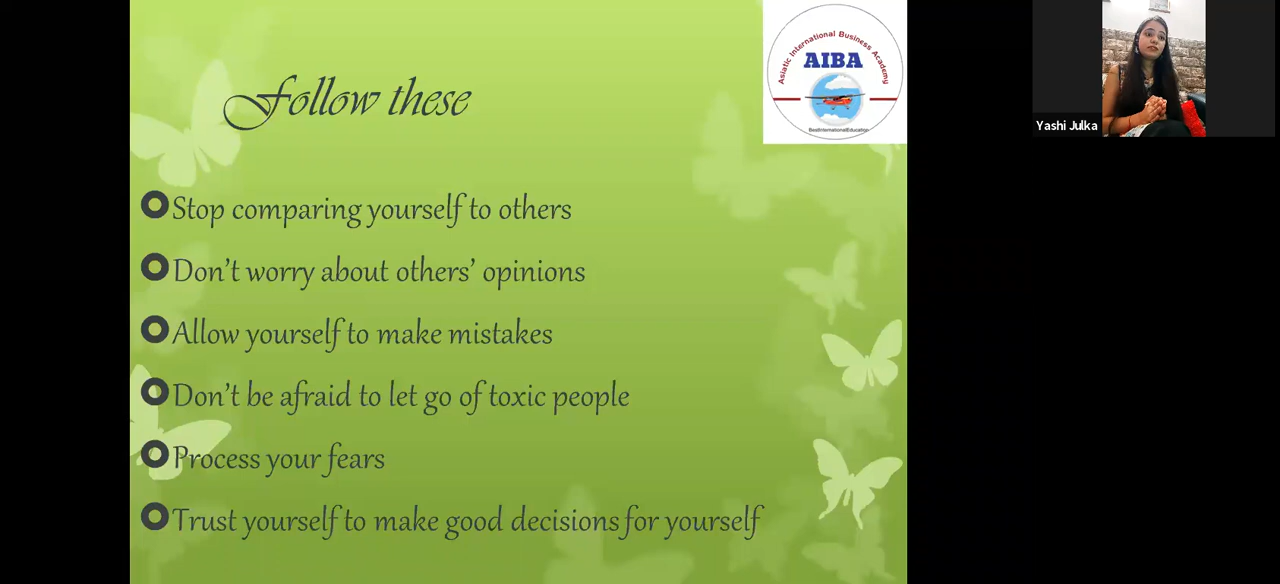 Follow these
Asiatic International Business Academy
AIBA
BestInternationalEducation
Yashi Julka
Stop comparing yourself to others
Don't worry about others' opinions
Allow yourself to make mistakes
Don't be afraid to let go of toxic people
Process your fears
Trust yourself to make good decisions for yourself